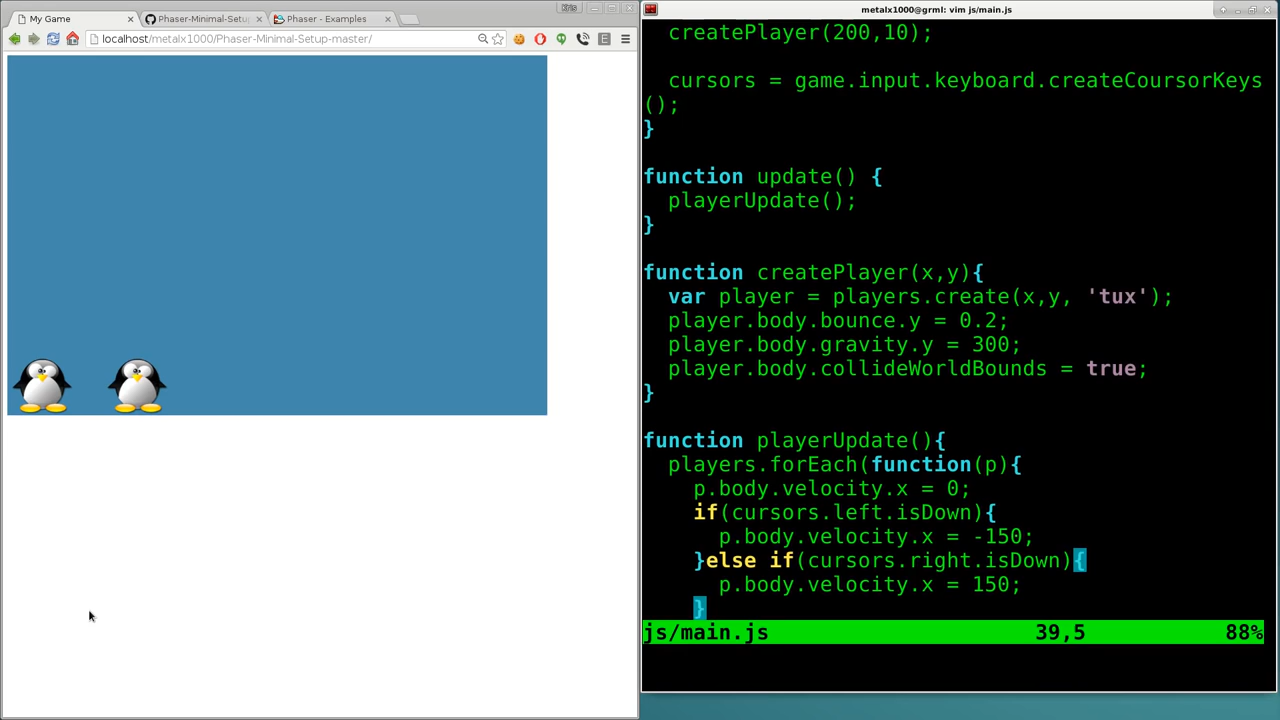 Kris
My Game
Phaser-Minimal-Setu
Phaser - Examples
localhost/metalx1000/Phaser-Minimal-Setup-master/
metalx1000@grml: vim js/main.js
createPlayer(200,10);
cursors = game.input.keyboard.createCoursorKeys
();
}
function update() {
playerUpdate();
}
function createPlayer(x,y){
var player = players.create(x,y, 'tux');
player.body.bounce.y = 0.2;
player.body.gravity.y = 300;
player.body.collideWorldBounds = true;
}
function playerUpdate(){
players.forEach(function(p){
p.body.velocity.x = 0;
if(cursors.left.isDown){
p.body.velocity.x = -150;
}else if(cursors.right.isDown){
p.body.velocity.x = 150;
}
js/main.js 39,5 88%